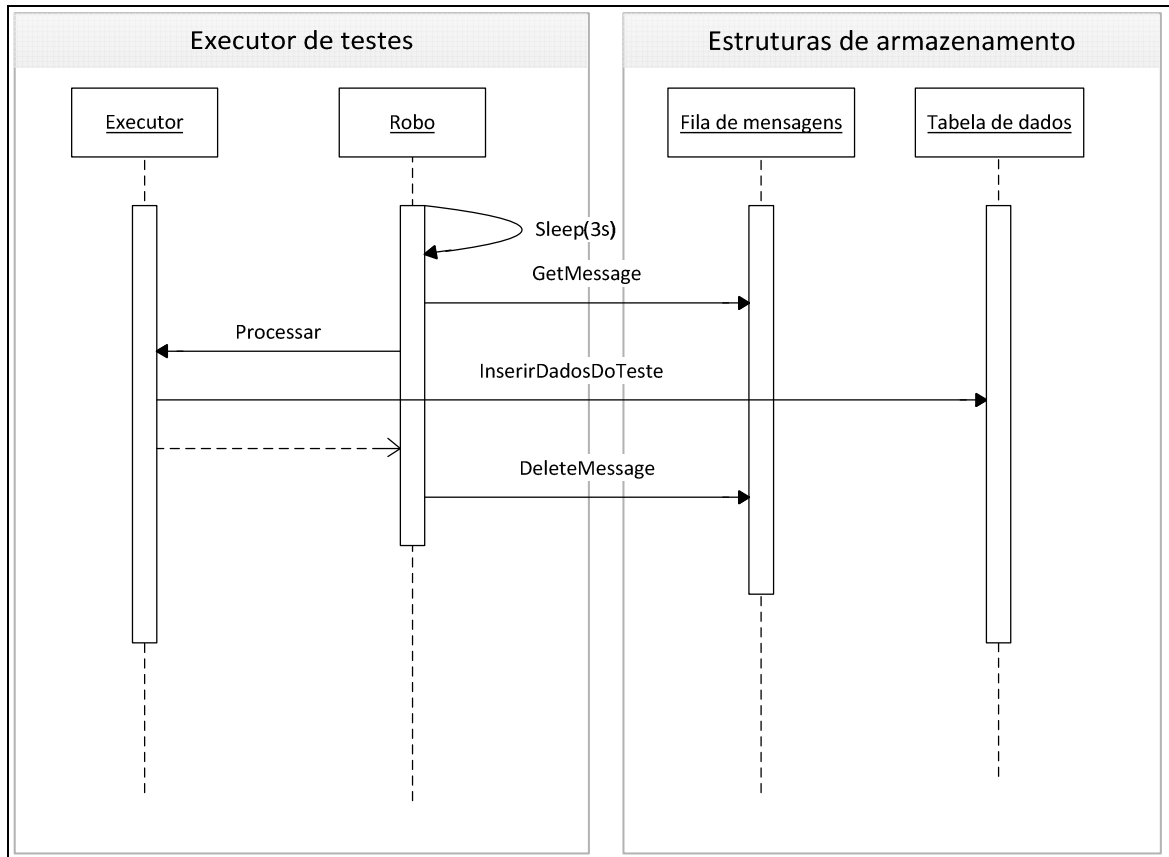 Executor de testes
Estruturas de armazenamento
Executor
Robo
Fila de mensagens
Tabela de dados
Sleep(3s)
GetMessage
Processar
InserirDadosDoTeste
DeleteMessage